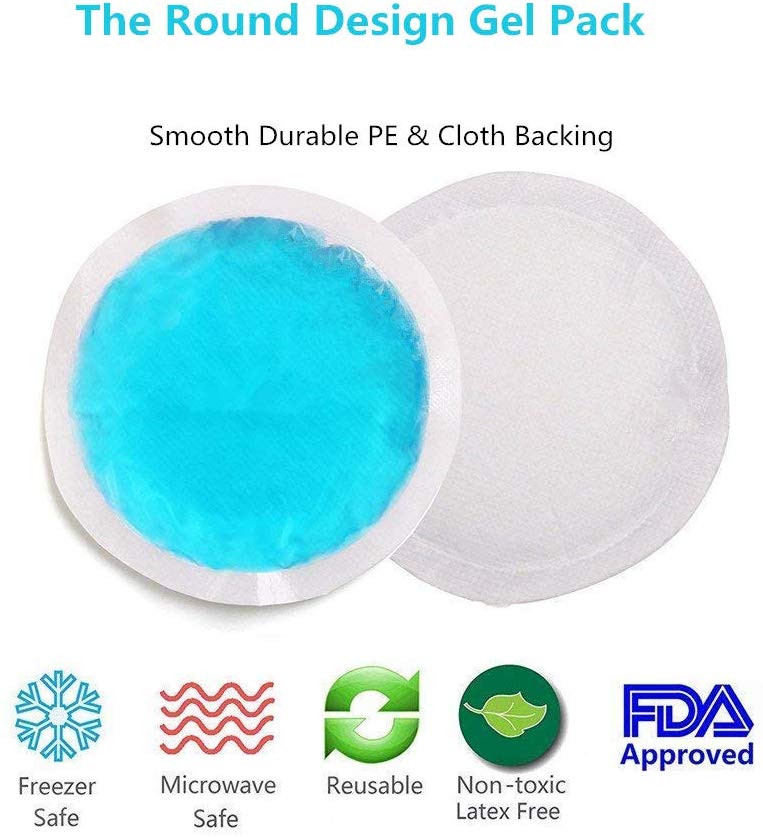 The Round Design Gel Pack
Smooth Durable PE & Cloth Backing
Freezer
Safe
Microwave
Safe
Reusable
Non-toxic
Latex Free
FDA
Approved